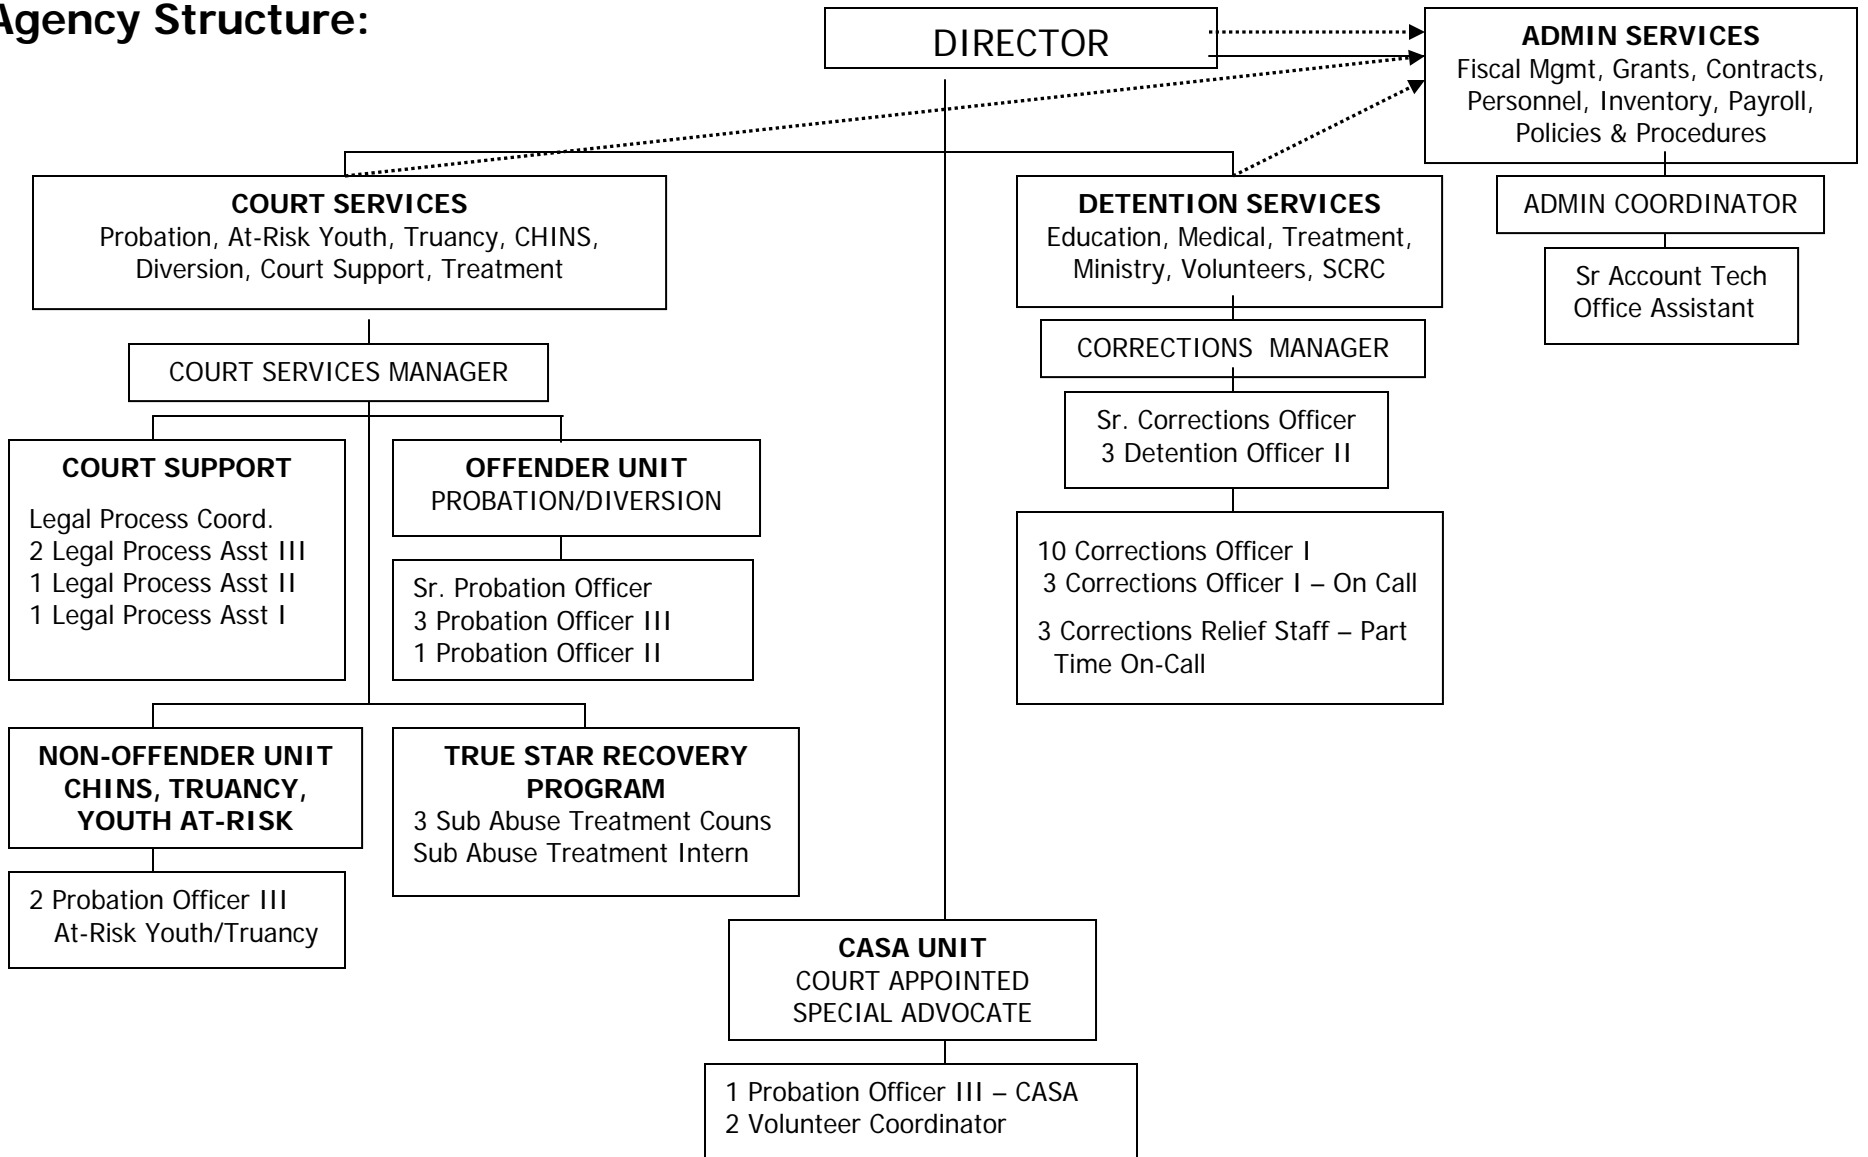 Agency Structure:
DIRECTOR
ADMIN SERVICES
Fiscal Mgmt, Grants, Contracts,
Personnel, Inventory, Payroll,
Policies & Procedures
ADMIN COORDINATOR
Sr Account Tech
Office Assistant
COURT SERVICES
Probation, At-Risk Youth, Truancy, CHINS,
Diversion, Court Support, Treatment
COURT SERVICES MANAGER
COURT SUPPORT
Legal Process Coord.
2 Legal Process Asst III
1 Legal Process Asst II
1 Legal Process Asst I
OFFENDER UNIT
PROBATION/DIVERSION
Sr. Probation Officer
3 Probation Officer III
1 Probation Officer II
NON-OFFENDER UNIT
CHINS, TRUANCY,
YOUTH AT-RISK
2 Probation Officer III
At-Risk Youth/Truancy
TRUE STAR RECOVERY
PROGRAM
3 Sub Abuse Treatment Couns
Sub Abuse Treatment Intern
DETENTION SERVICES
Education, Medical, Treatment,
Ministry, Volunteers, SCRC
CORRECTIONS MANAGER
Sr. Corrections Officer
3 Detention Officer II
10 Corrections Officer I
3 Corrections Officer I – On Call
3 Corrections Relief Staff – Part
Time On-Call
CASA UNIT
COURT APPOINTED
SPECIAL ADVOCATE
1 Probation Officer III – CASA
2 Volunteer Coordinator